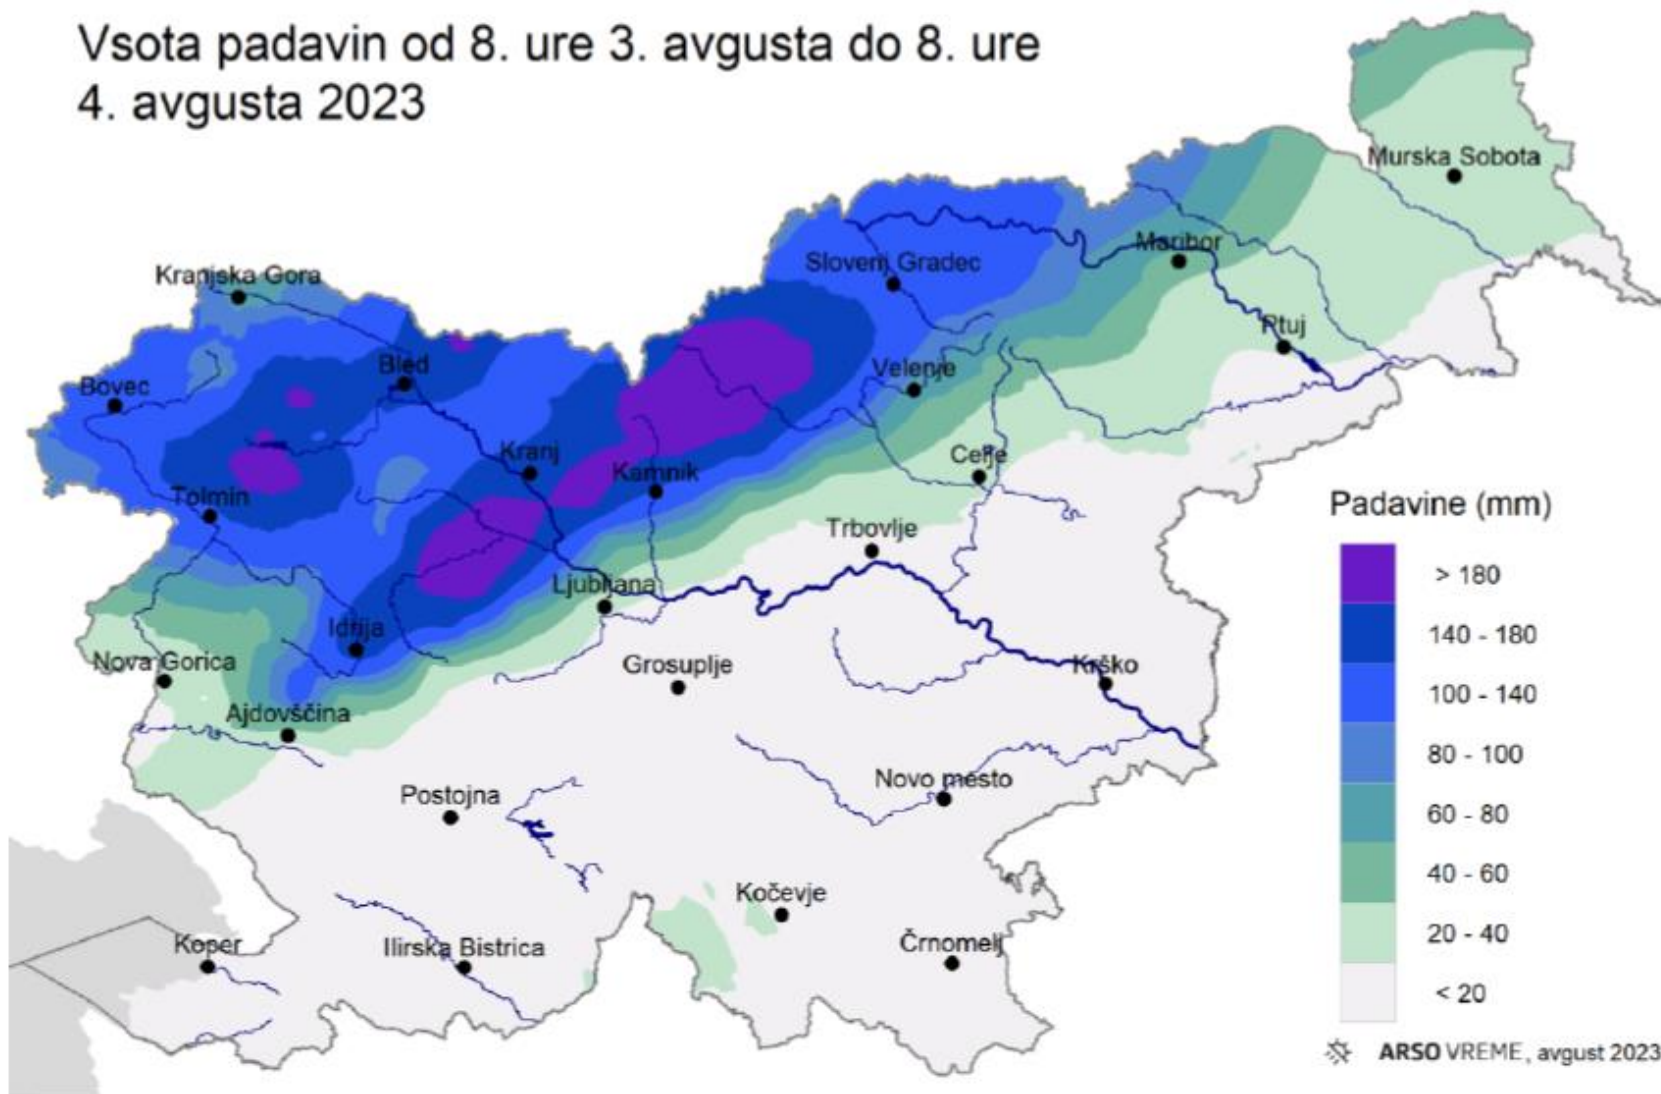 Vsota padavin od 8. ure 3. avgusta do 8. ure
4. avgusta 2023
Murska Sobota
Maribor
Slovenj Gradec
Kranjska Gora
Ptuj
Bled
Velenje
Bovec
Kranj
Celje
Kamnik
Tolmin
Trbovlje
Ljubljana
Idrija
Nova Gorica
Grosuplje
Krško
Ajdovščina
Novo mesto
Postojna
Kočevje
Koper
Ilirska Bistrica
Črnomelj
Padavine (mm)
> 180
140 - 180
100 - 140
80 - 100
60 - 80
40 - 60
20 - 40
< 20
ARSO VREME, avgust 2023